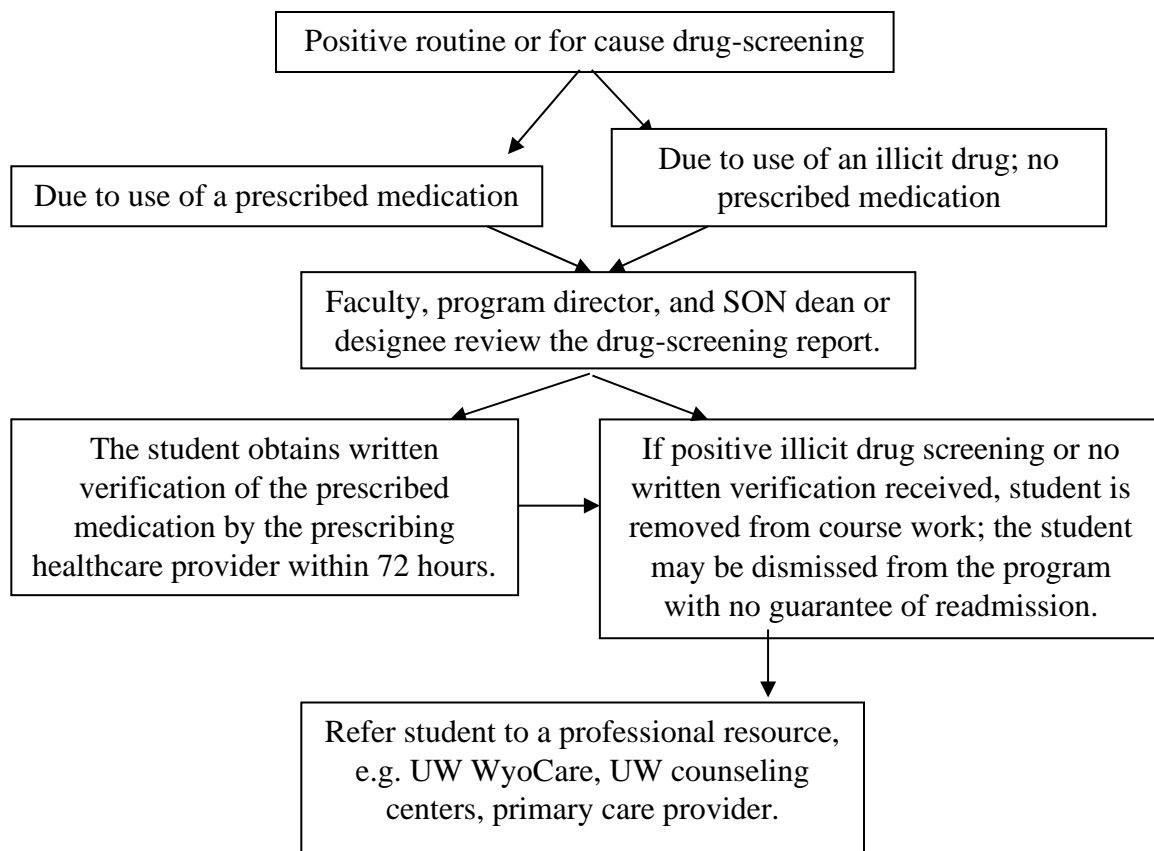 Positive routine or for cause drug-screening
Due to use of a prescribed medication
Due to use of an illicit drug; no
prescribed medication
Faculty, program director, and SON dean or
designee review the drug-screening report.
The student obtains written
verification of the prescribed
medication by the prescribing
healthcare provider within 72 hours.
If positive illicit drug screening or no
written verification received, student is
removed from course work; the student
may be dismissed from the program
with no guarantee of readmission.
Refer student to a professional resource,
e.g. UW WyoCare, UW counseling
centers, primary care provider.